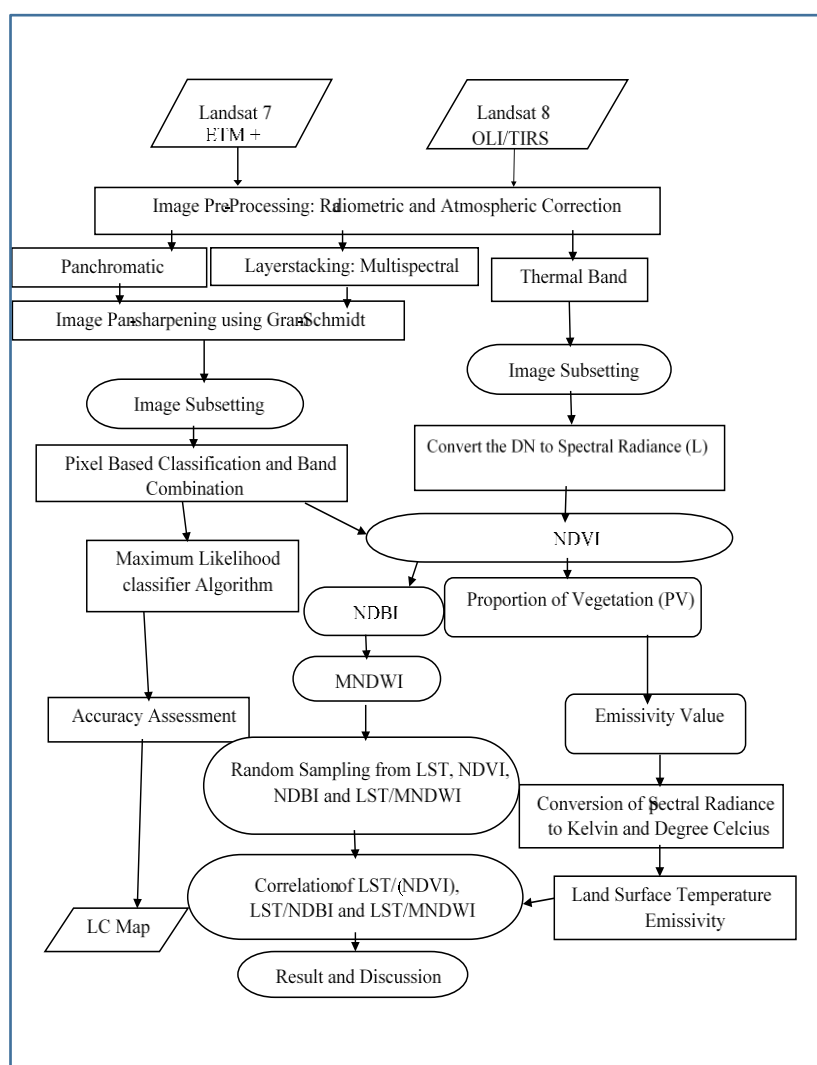 Landsat 7
ETM +
Landsat 8
OLI/TIRS
Image Pre-Processing: Radiometric and Atmospheric Correction
Panchromatic
Layerstacking: Multispectral
Thermal Band
Image Pan-sharpening using Gram-Schmidt
Image Subsetting
Image Subsetting
Convert the DN to Spectral Radiance (L)
Pixel Based Classification and Band
Combination
NDVI
Maximum Likelihood
classifier Algorithm
NDBI
Proportion of Vegetation (PV)
MNDWI
Accuracy Assessment
Emissivity Value
Random Sampling from LST, NDVI,
NDBI and LST/MNDWI
Conversion of Spectral Radiance
to Kelvin and Degree Celcius
Correlation of LST/(NDVI),
LST/NDBI and LST/MNDWI
Land Surface Temperature
Emissivity
LC Map
Result and Discussion